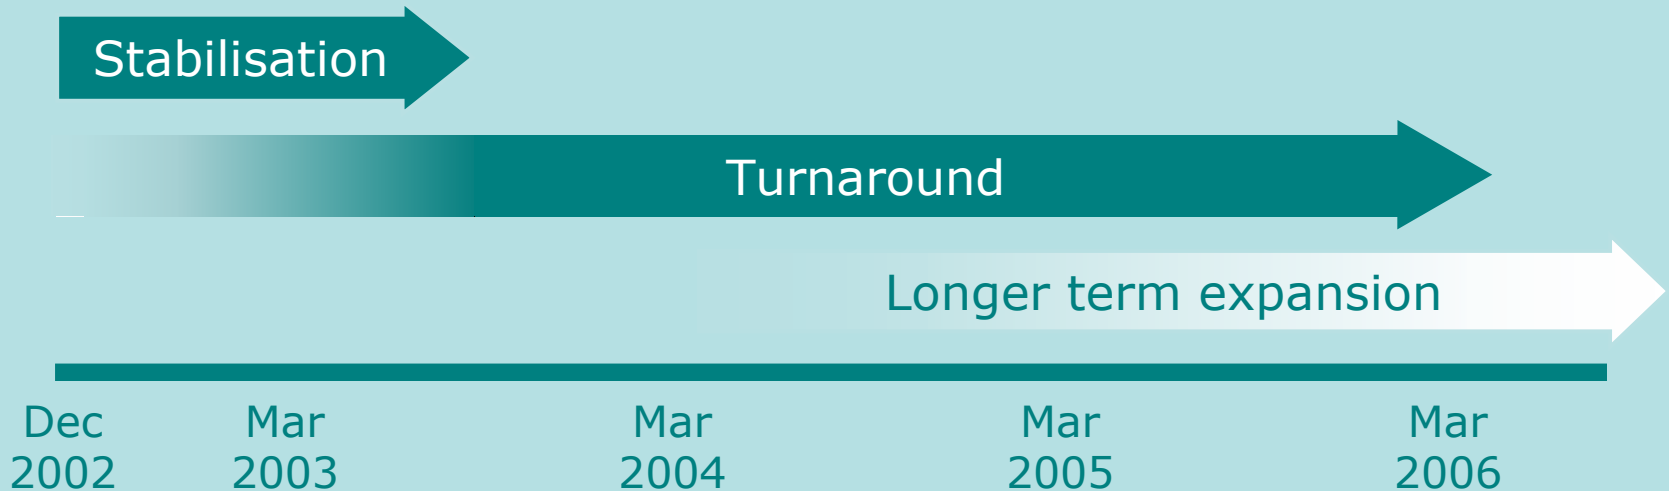 Stabilisation
Turnaround
Longer term expansion
Dec Mar Mar Mar Mar
2002 2003 2004 2005 2006